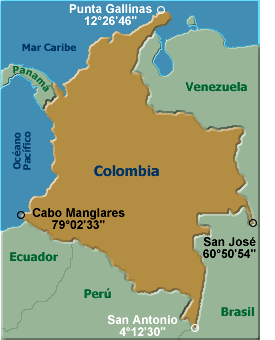 Punta Gallinas
12°26'46"
Mar Caribe
Panamá
Venezuela
Océano
Pacífico
Colombia
Cabo Manglares
79°02'33"
San José
60°50'54"
Ecuador
Perú
San Antonio
4°12'30"
Brasil